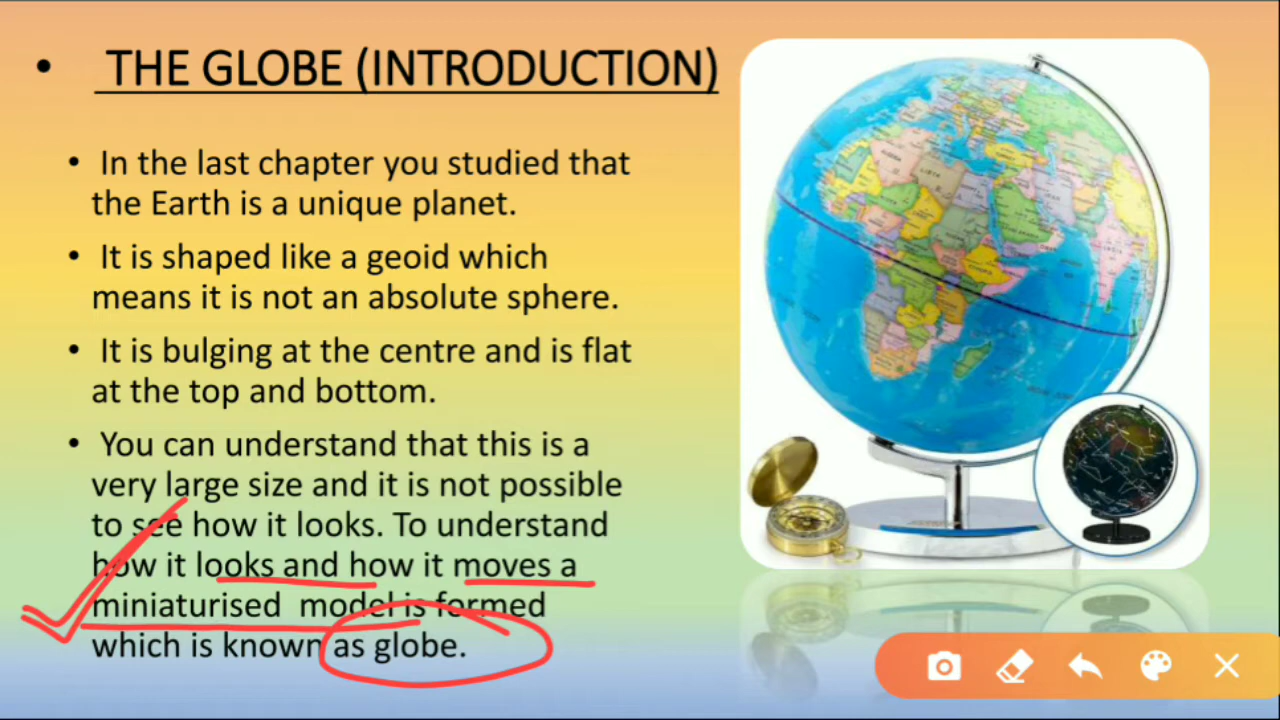 • THE GLOBE (INTRODUCTION)
• In the last chapter you studied that
the Earth is a unique planet.
• It is shaped like a geoid which
means it is not an absolute sphere.
• It is bulging at the centre and is flat
at the top and bottom.
• You can understand that this is a
very large size and it is not possible
to see how it looks. To understand
how it looks and how it moves a
miniaturised model is formed
which is known as globe.
LIBYA
ETHIOPIA
INDIA